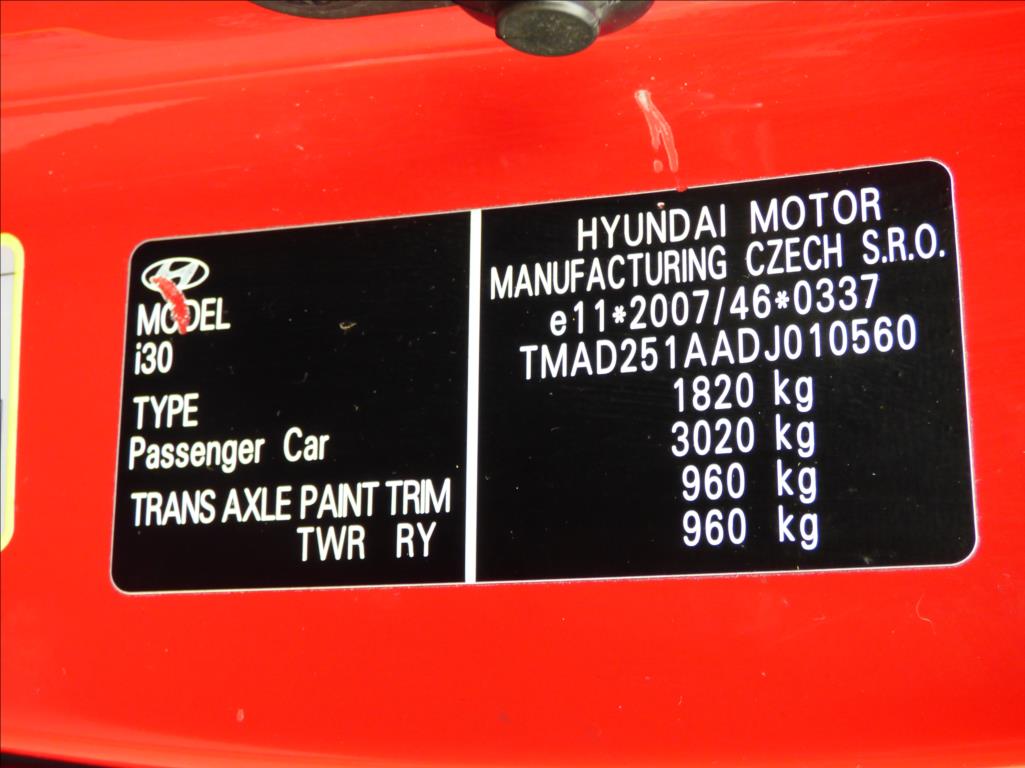 MODEL
i30
TYPE
Passenger Car
TRANS AXLE PAINT TRIM
TWR RY
HYUNDAI MOTOR
MANUFACTURING CZECH S.R.O.
e11*2007/46*0337
TMAD251AADJ010560
1820 kg
3020 kg
960 kg
960 kg